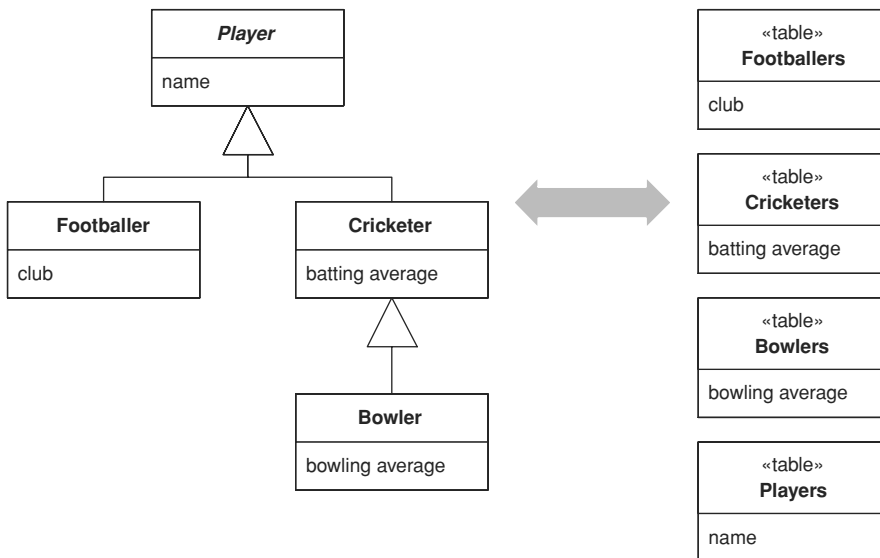 Player
name
Footballer
club
Cricketer
batting average
Bowler
bowling average
«table»
Footballers
club
«table»
Cricketers
batting average
«table»
Bowlers
bowling average
«table»
Players
name